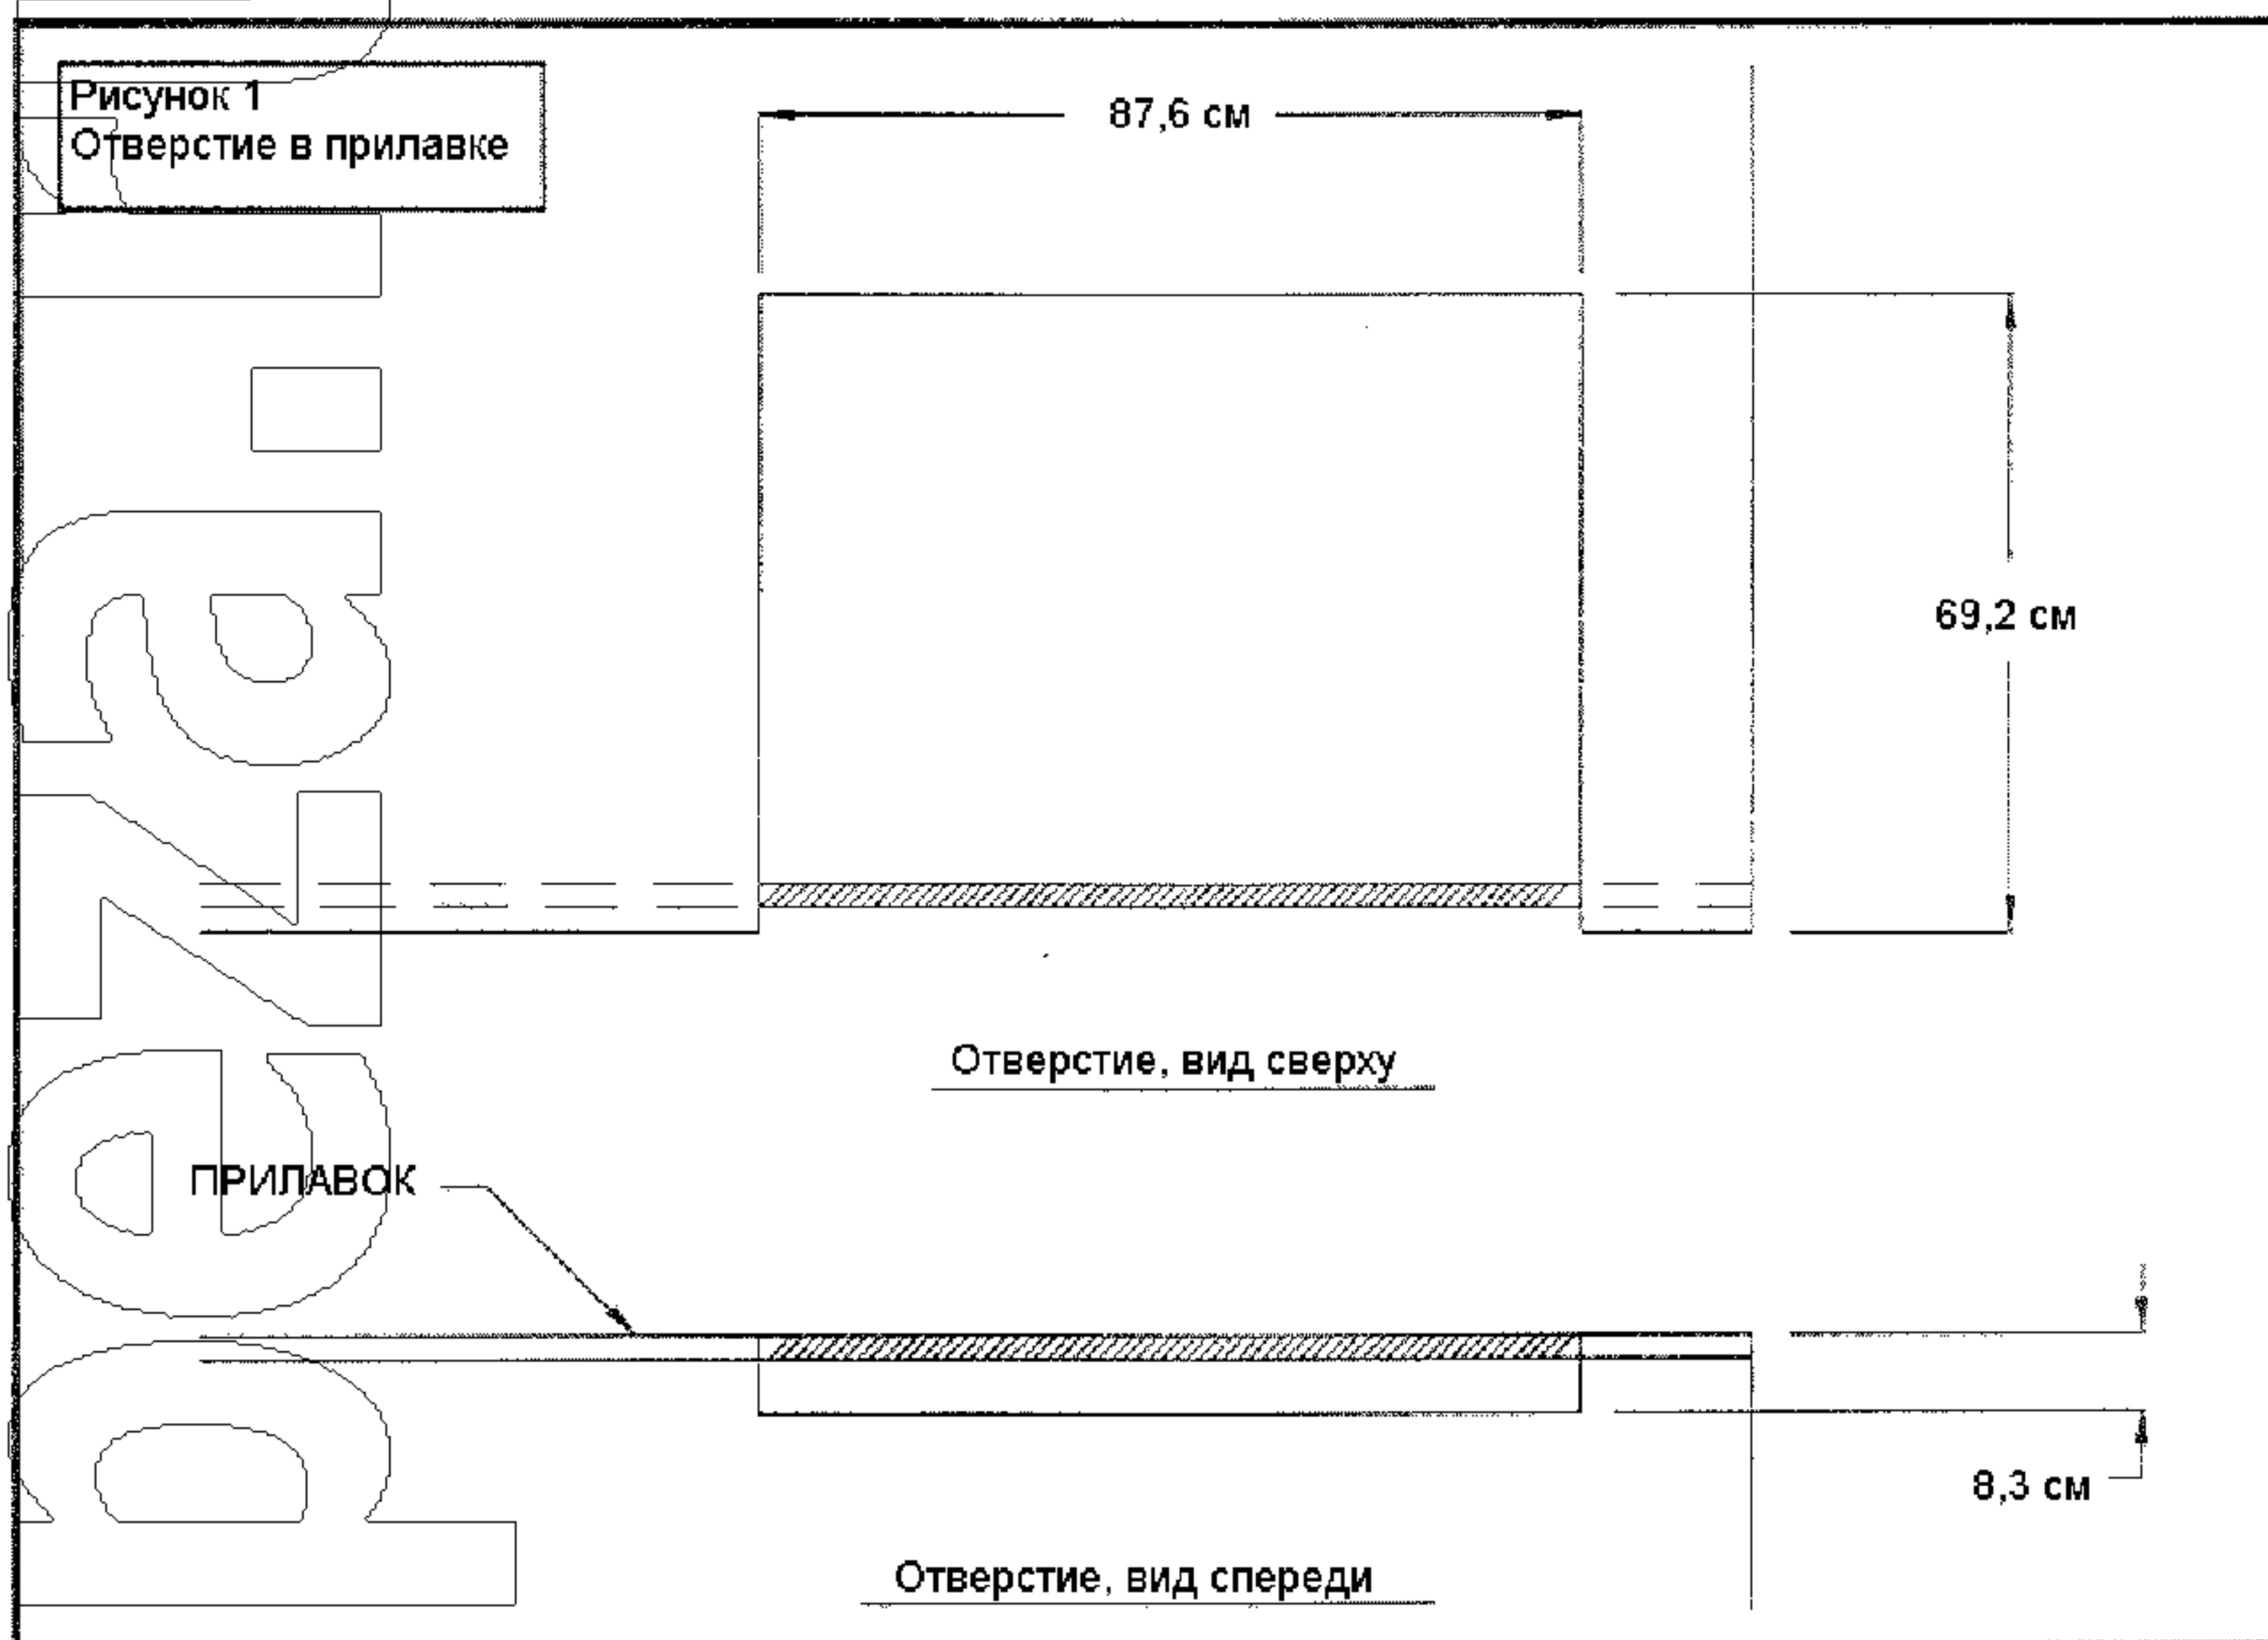 Рисунок 1
Отверстие в прилавке
87,6 см
69,2 см
Отверстие, вид сверху
ПРИЛАВОК
8,3 см
Отверстие, вид спереди